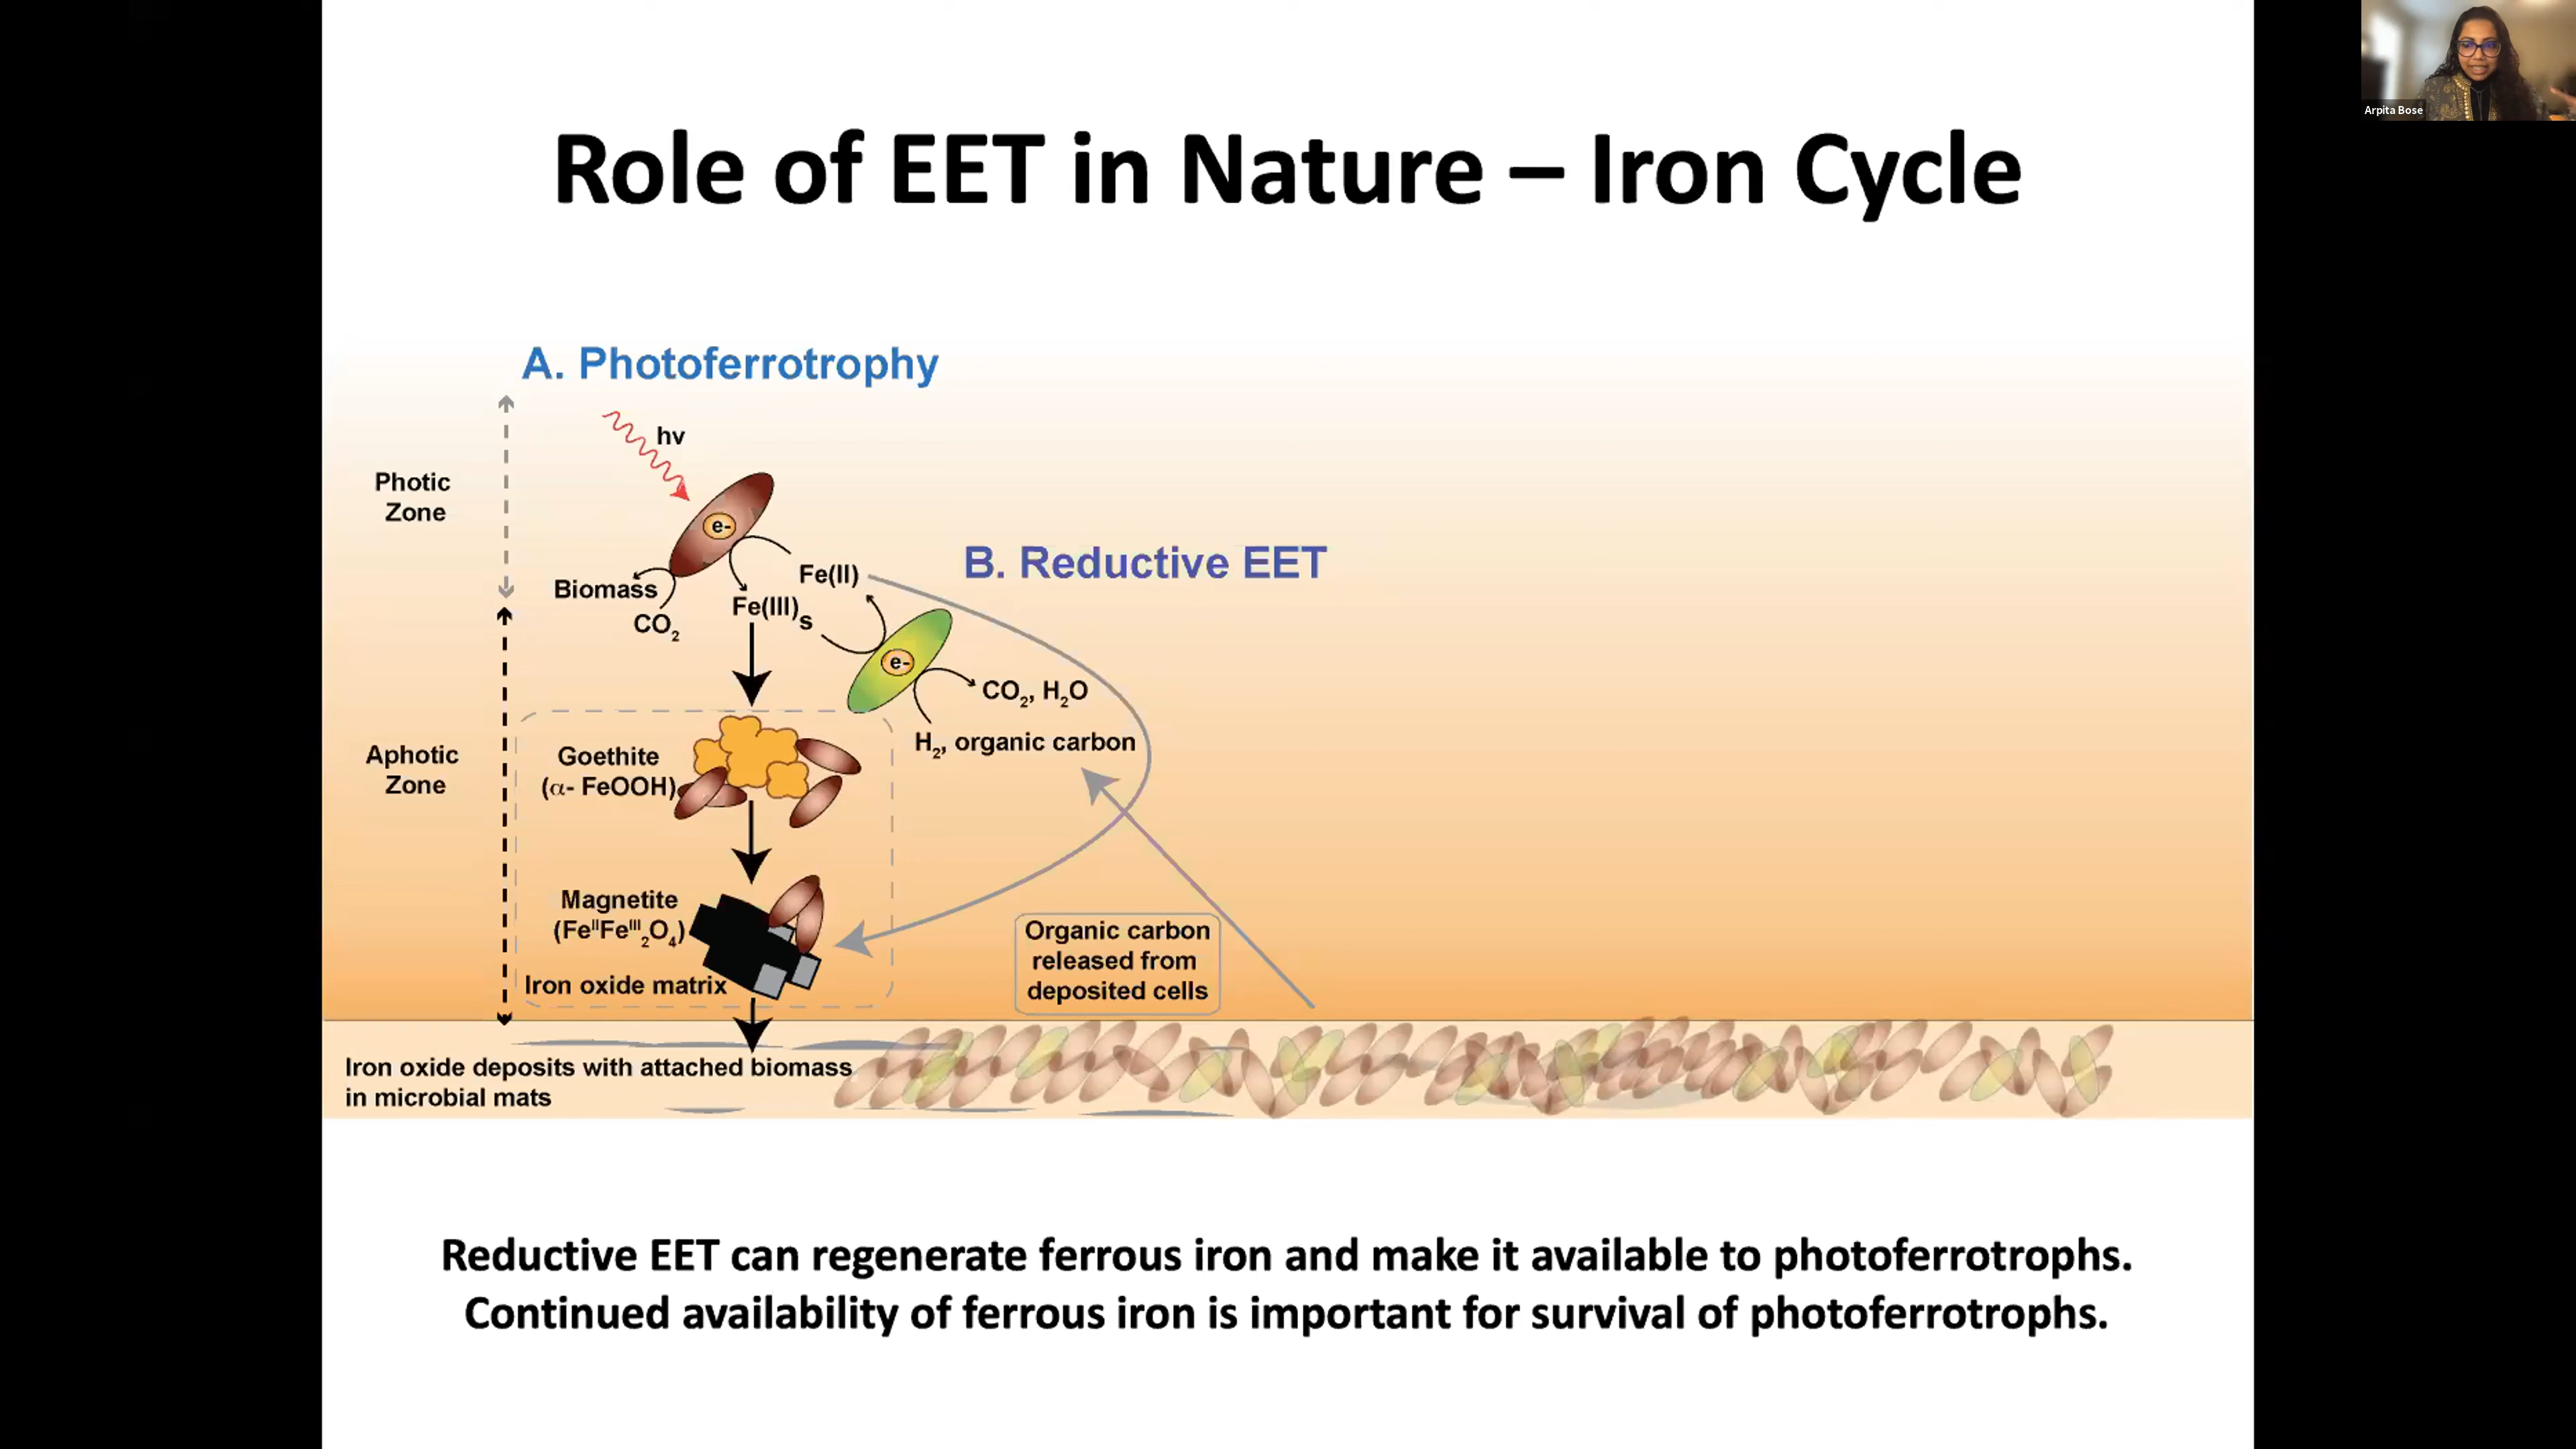 Arpita Bose
Role of EET in Nature – Iron Cycle
A. Photoferrotrophy
hv
Photic
Zone
e-
Fe(II)
B. Reductive EET
Biomass
Fe(III)s
CO2
e-
CO2, H2O
H2, organic carbon
Aphotic
Zone
Goethite
(α- FeOOH)
Magnetite
(FeIIFeIII2O4)
Iron oxide matrix
Organic carbon
released from
deposited cells
Iron oxide deposits with attached biomass
in microbial mats
Reductive EET can regenerate ferrous iron and make it available to photoferrotrophs.
Continued availability of ferrous iron is important for survival of photoferrotrophs.